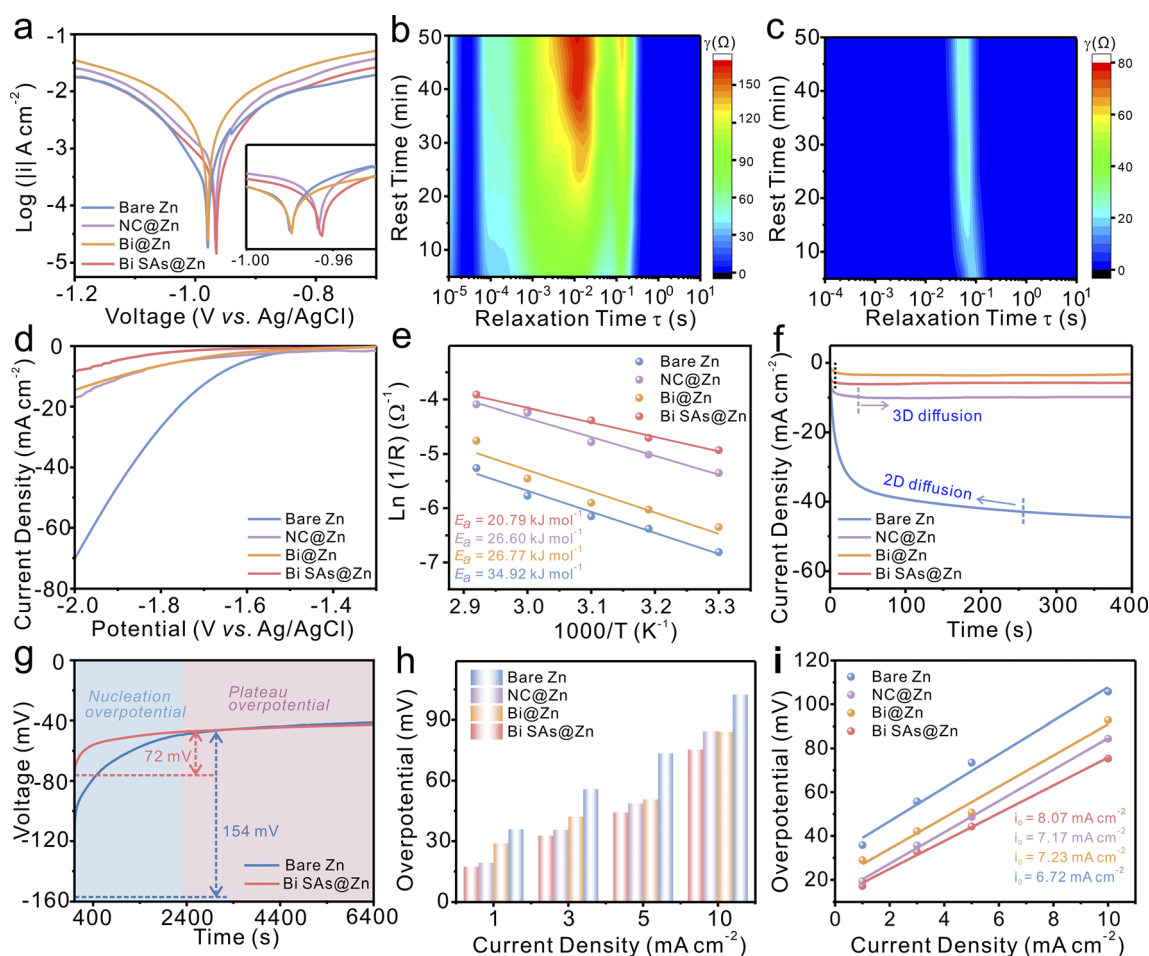 a
Log (|i| A cm-2)
-1
-2
-3
-4
-5
Bare Zn
NC@Zn
Bi@Zn
Bi SAs@Zn
-1.00
-0.96
-1.2
-1.0
-0.8
Voltage (V vs. Ag/AgCl)
b
Rest Time (min)
50
40
30
20
10
10-5
10-4
10-3
10-2
10-1
100
101
Relaxation Time τ (s)
γ(Ω)
150
120
90
60
30
0
c
Rest Time (min)
50
40
30
20
10
10-4
10-3
10-2
10-1
100
101
Relaxation Time τ (s)
γ(Ω)
80
60
40
20
0
d
Current Density (mA cm-2)
0
-20
-40
-60
-80
Bare Zn
NC@Zn
Bi@Zn
Bi SAs@Zn
-2.0
-1.8
-1.6
-1.4
Potential (V vs. Ag/AgCl)
e
Ln (1/R) (Ω-1)
-4
-5
-6
-7
Bare Zn
NC@Zn
Bi@Zn
Bi SAs@Zn
Ea = 20.79 kJ mol-1
Ea = 26.60 kJ mol-1
Ea = 26.77 kJ mol-1
Ea = 34.92 kJ mol-1
2.9
3.0
3.1
3.2
3.3
1000/T (K-1)
f
Current Density (mA cm-2)
0
-20
-40
-60
3D diffusion
2D diffusion
Bare Zn
NC@Zn
Bi@Zn
Bi SAs@Zn
0
100
200
300
400
Time (s)
g
Voltage (mV)
0
-40
-80
-120
-160
Nucleation
overpotential
Plateau
overpotential
72 mV
154 mV
Bare Zn
Bi SAs@Zn
400
2400
4400
6400
Time (s)
h
Overpotential (mV)
90
60
30
0
Bare Zn
NC@Zn
Bi@Zn
Bi SAs@Zn
1
3
5
10
Current Density (mA cm-2)
i
Overpotential (mV)
120
100
80
60
40
20
Bare Zn
Bi@Zn
NC@Zn
Bi SAs@Zn
i0 = 8.07 mA cm-2
i0 = 7.17 mA cm-2
i0 = 7.23 mA cm-2
i0 = 6.72 mA cm-2
0
2
4
6
8
10
Current Density (mA cm-2)